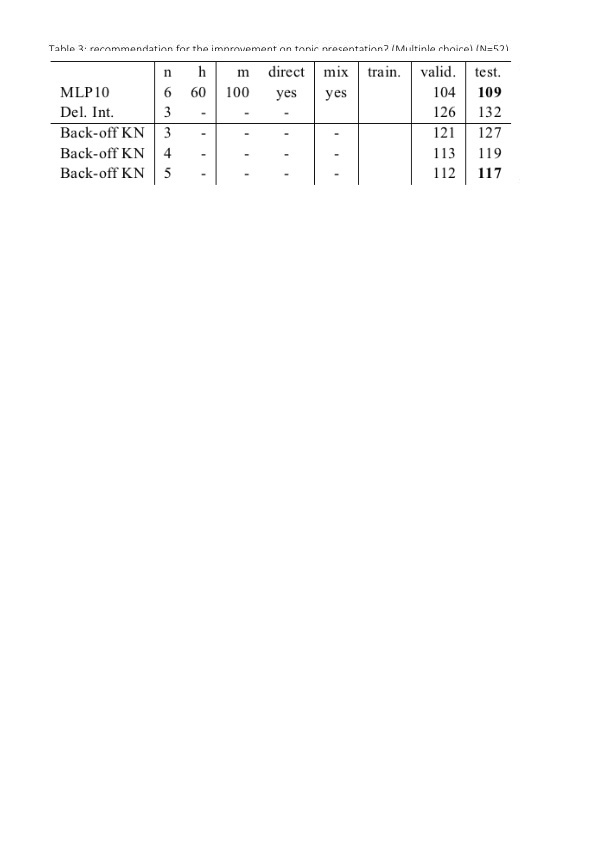 Table 3: recommendation for the improvement on topic presentation? (Multiple choice) (N=52)
n h m direct mix train. valid. test.
MLP10 6 60 100 yes yes 104 109
Del. Int. 3 - - - 126 132
Back-off KN 3 - - - - 121 127
Back-off KN 4 - - - - 113 119
Back-off KN 5 - - - - 112 117